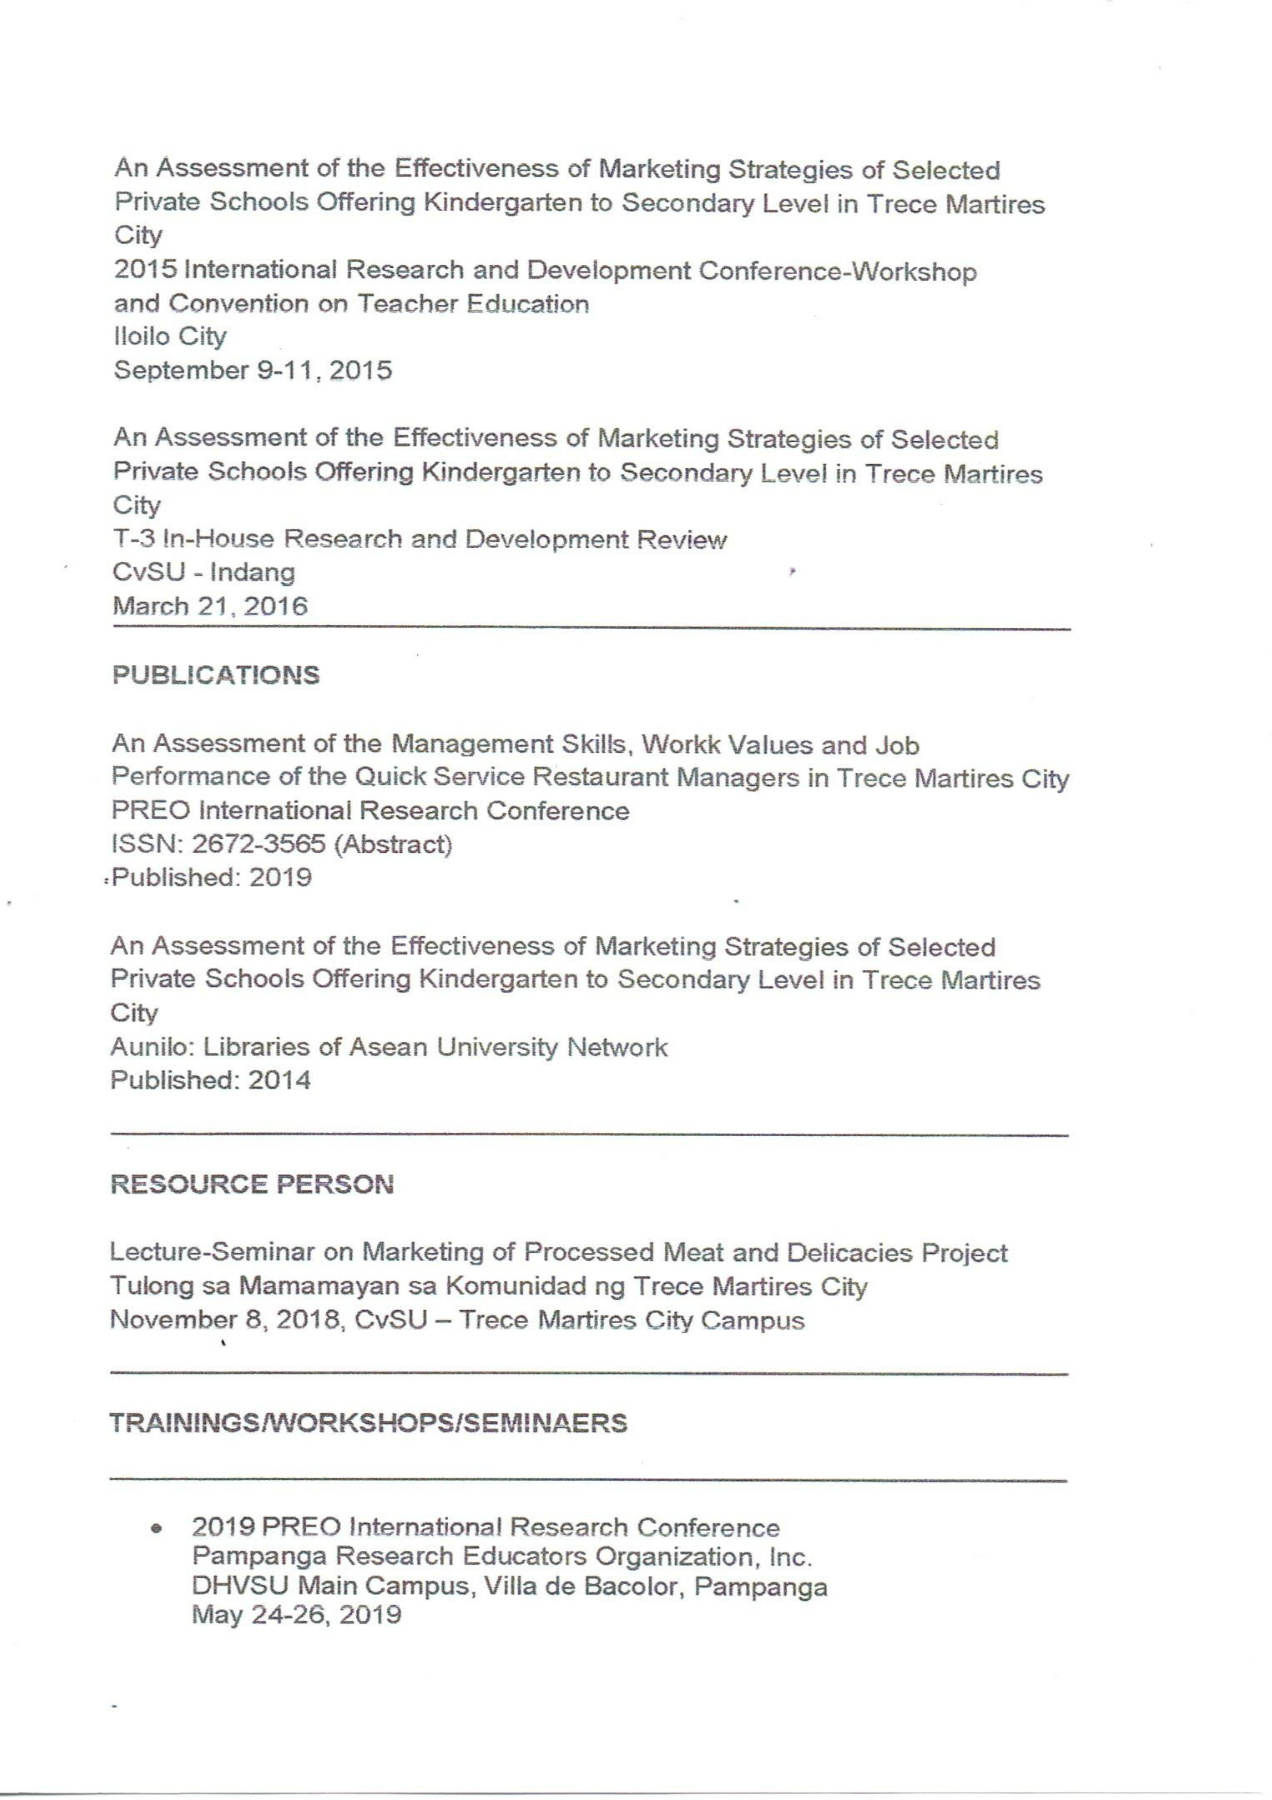 An Assessment of the Effectiveness of Marketing Strategies of Selected
Private Schools Offering Kindergarten to Secondary Level in Trece Martires
City
2015 International Research and Development Conference-Workshop
and Convention on Teacher Education
Iloilo City
September 9-11, 2015
An Assessment of the Effectiveness of Marketing Strategies of Selected
Private Schools Offering Kindergarten to Secondary Level in Trece Martires
City
T-3 In-House Research and Development Review
CvSU - Indang
March 21, 2016
PUBLICATIONS
An Assessment of the Management Skills, Workk Values and Job
Performance of the Quick Service Restaurant Managers in Trece Martires City
PREO International Research Conference
ISSN: 2672-3565 (Abstract)
Published: 2019
An Assessment of the Effectiveness of Marketing Strategies of Selected
Private Schools Offering Kindergarten to Secondary Level in Trece Martires
City
Aunilo: Libraries of Asean University Network
Published: 2014
RESOURCE PERSON
Lecture-Seminar on Marketing of Processed Meat and Delicacies Project
Tulong sa Mamamayan sa Komunidad ng Trece Martires City
November 8, 2018, CvSU – Trece Martires City Campus
TRAININGS/WORKSHOPS/SEMINAERS
• 2019 PREO International Research Conference
Pampanga Research Educators Organization, Inc.
DHVSU Main Campus, Villa de Bacolor, Pampanga
May 24-26, 2019